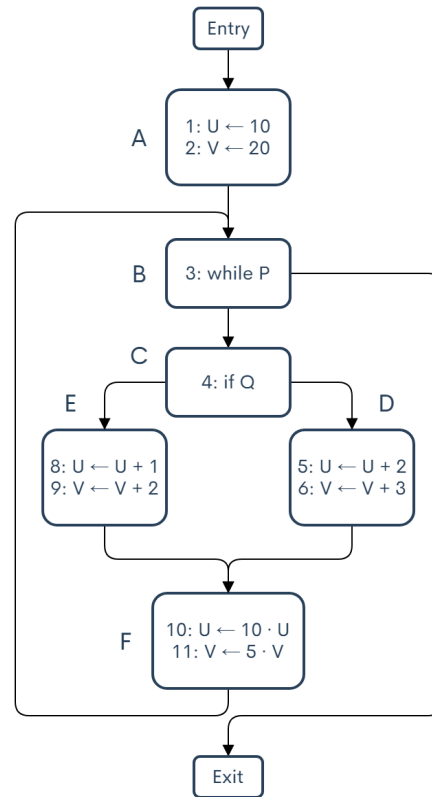 Entry
A
1: U ← 10
2: V ← 20
B
3: while P
C
4: if Q
E
D
8: U ← U + 1
9: V ← V + 2
5: U ← U + 2
6: V ← V + 3
F
10: U ← 10 · U
11: V ← 5 · V
Exit